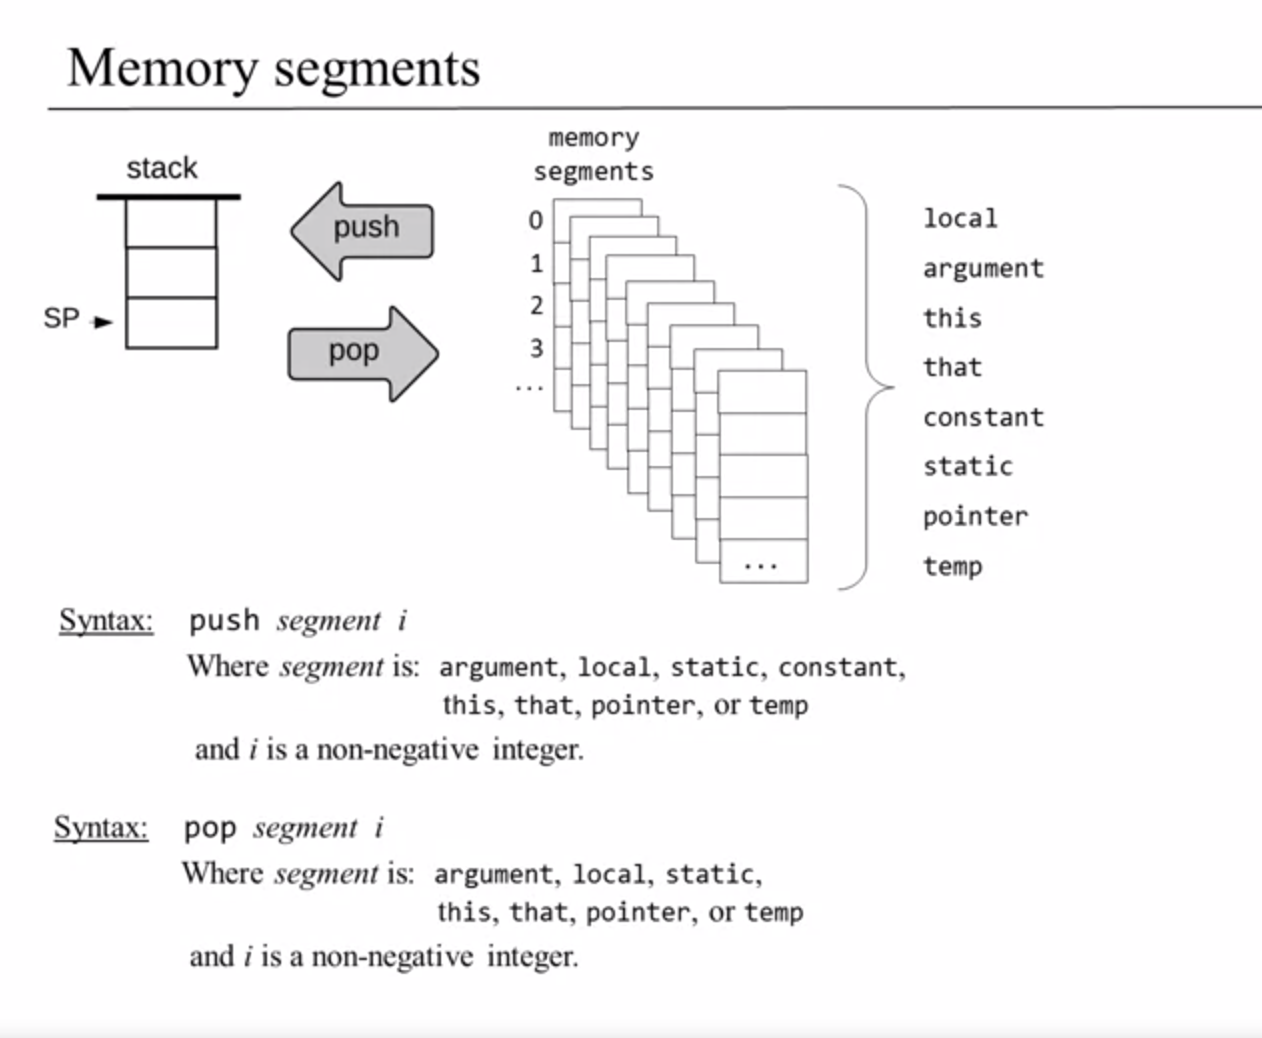 Memory segments
stack
push
pop
SP
memory
segments
0
1
2
3
...
...
local
argument
this
that
constant
static
pointer
temp
Syntax: push segment i
Where segment is: argument, local, static, constant,
this, that, pointer, or temp
and i is a non-negative integer.
Syntax: pop segment i
Where segment is: argument, local, static,
this, that, pointer, or temp
and i is a non-negative integer.